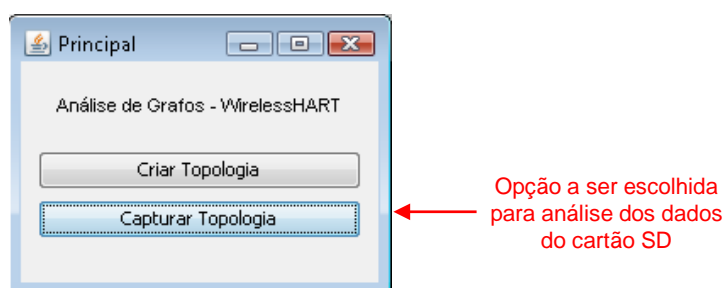 Principal
Análise de Grafos - WirelessHART
Criar Topologia
Capturar Topologia
Opção a ser escolhida
para análise dos dados
do cartão SD